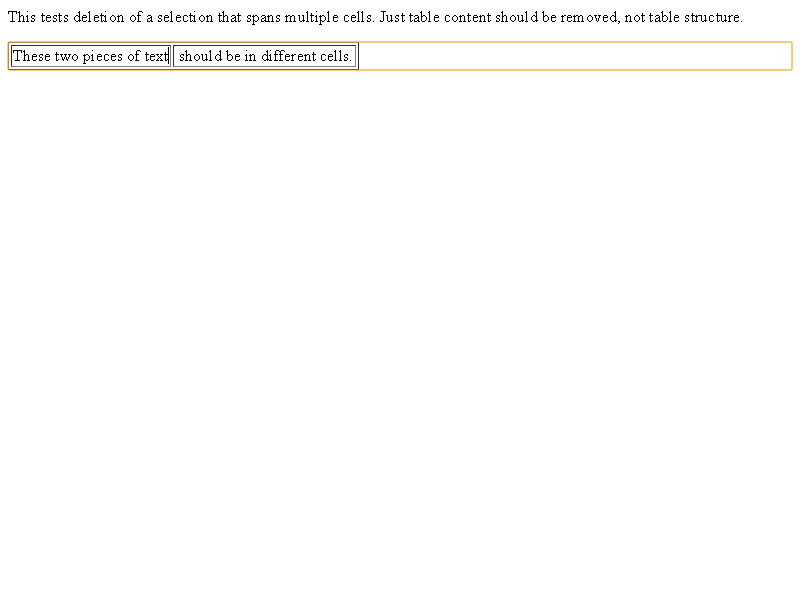 This tests deletion of a selection that spans multiple cells. Just table content should be removed, not table structure.
These two pieces of text should be in different cells.